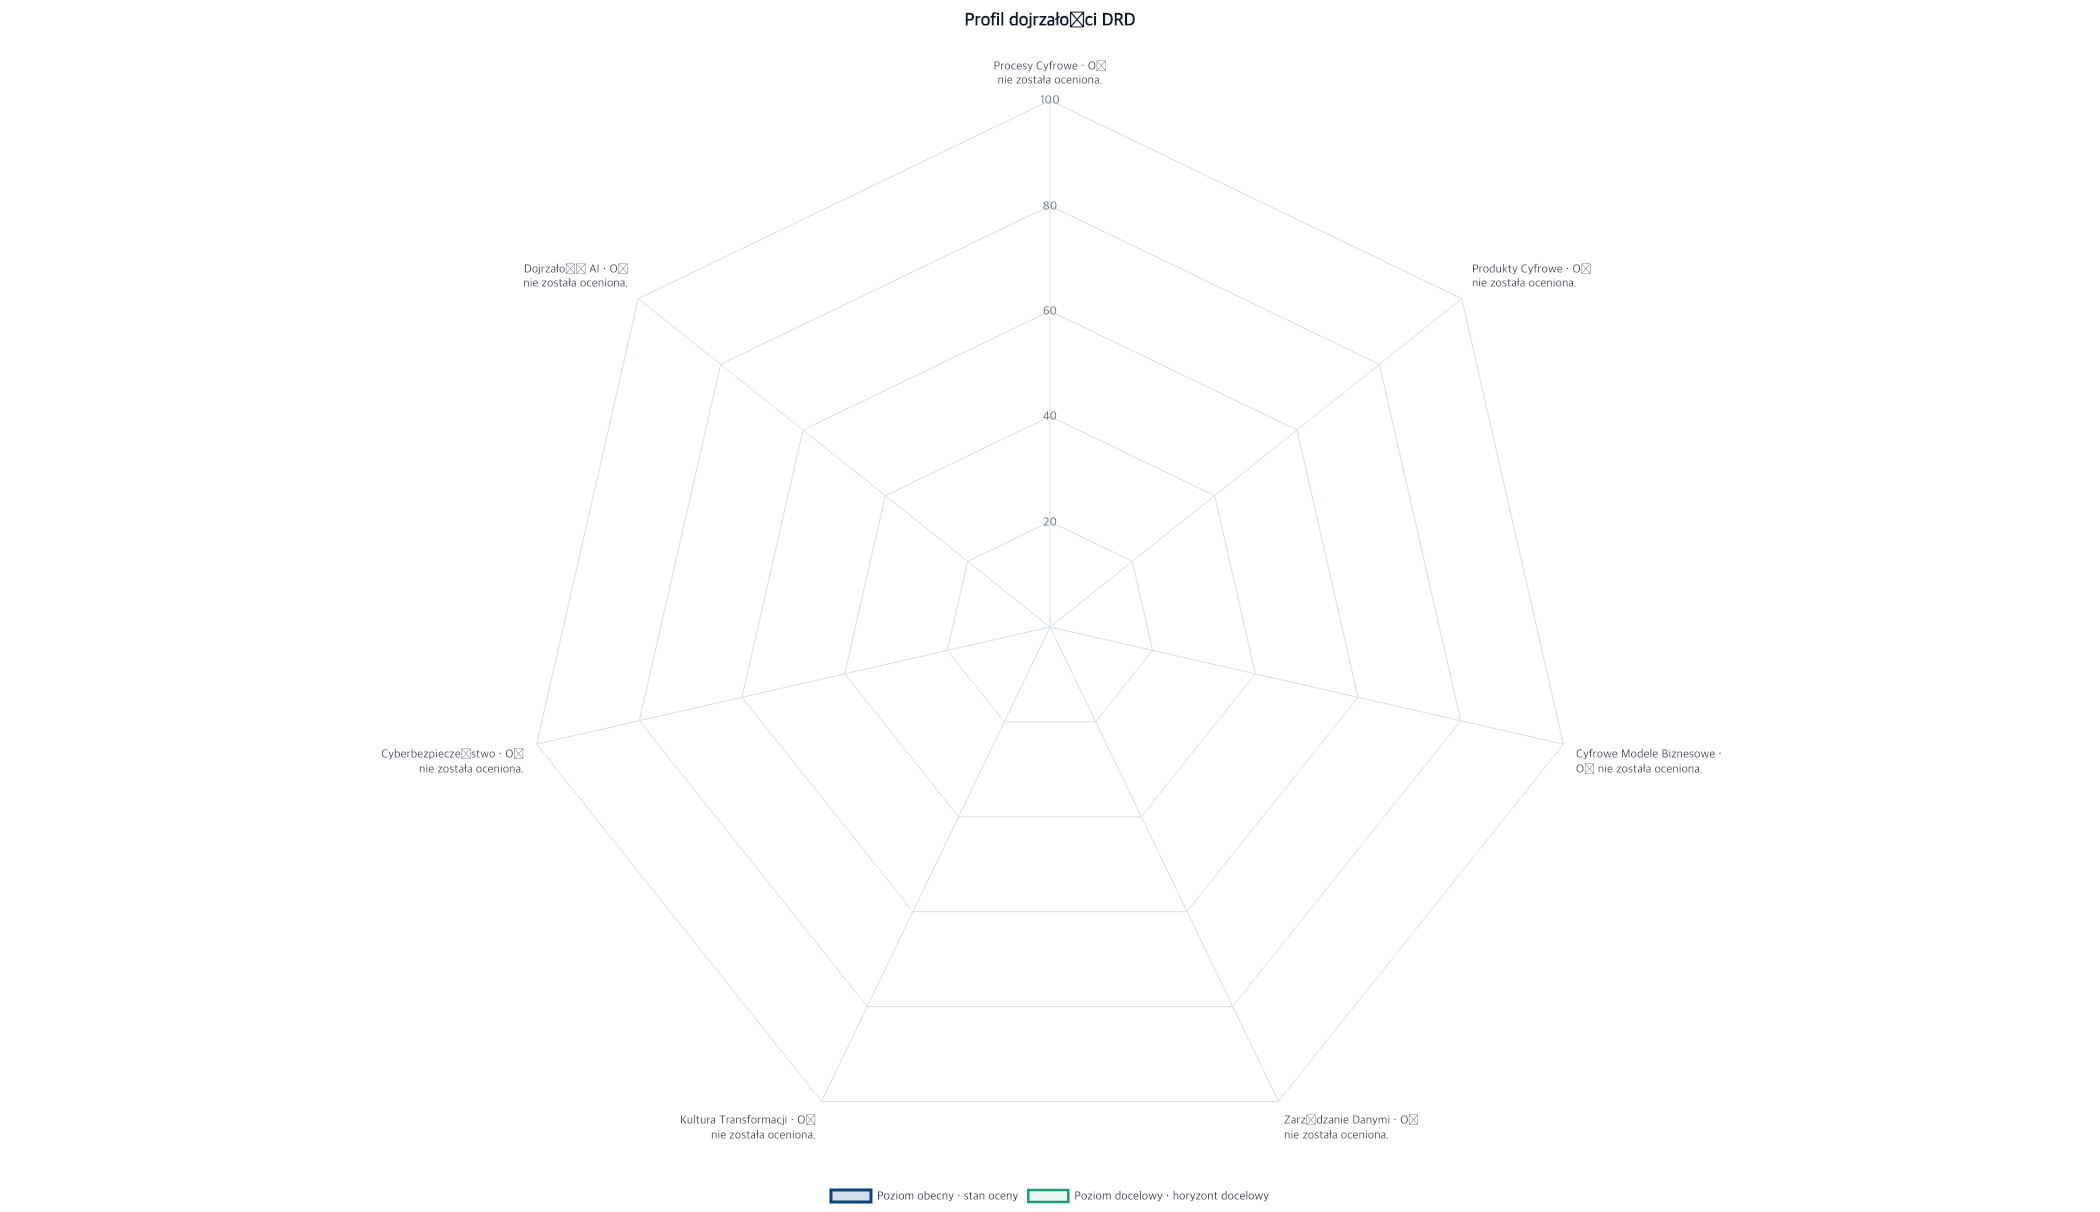 Profil dojrzało☒ci DRD
Procesy Cyfrowe · O☒
nie została oceniona.
100
80
Dojrzało☒☒ AI · O☒
nie została oceniona.
Produkty Cyfrowe · O☒
nie została oceniona.
60
40
20
Cyberbezpiecze☒stwo · O☒
nie została oceniona.
Cyfrowe Modele Biznesowe ·
O☒ nie została oceniona.
Kultura Transformacji · O☒
nie została oceniona.
Zarz☒dzanie Danymi · O☒
nie została oceniona.
Poziom obecny · stan oceny
Poziom docelowy · horyzont docelowy